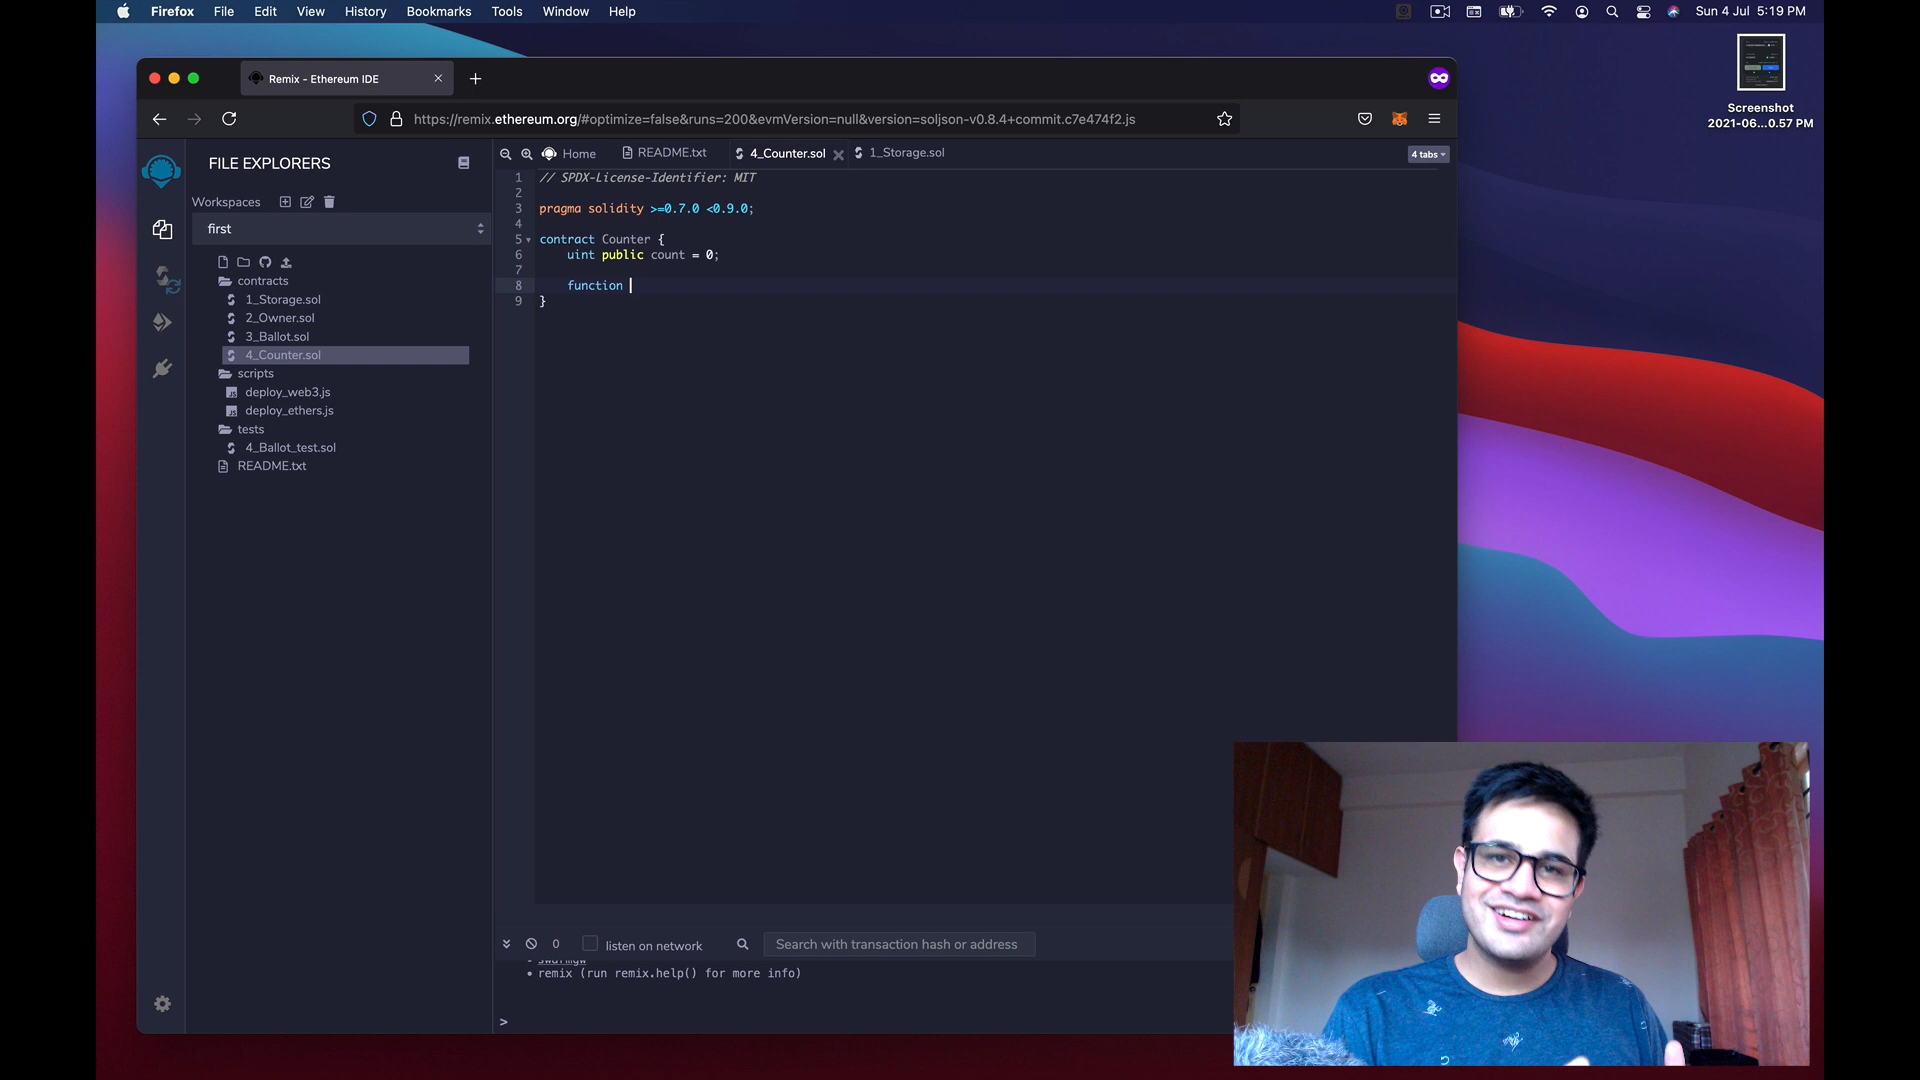 Firefox File Edit View History Bookmarks Tools Window Help Sun 4 Jul 5:19 PM
Remix - Ethereum IDE
https://remix.ethereum.org/#optimize=false&runs=200&evmVersion=null&version=soljson-v0.8.4+commit.c7e474f2.js
Screenshot
2021-06...0.57 PM
FILE EXPLORERS
Workspaces
first
contracts
1_Storage.sol
2_Owner.sol
3_Ballot.sol
4_Counter.sol
scripts
deploy_web3.js
deploy_ethers.js
tests
4_Ballot_test.sol
README.txt
Home README.txt 4_Counter.sol 1_Storage.sol 4 tabs
1 // SPDX-License-Identifier: MIT
2
3 pragma solidity >=0.7.0 <0.9.0;
4
5 contract Counter {
6 uint public count = 0;
7
8 function
9 }
0 listen on network Search with transaction hash or address
• swarmgw
• remix (run remix.help() for more info)
>